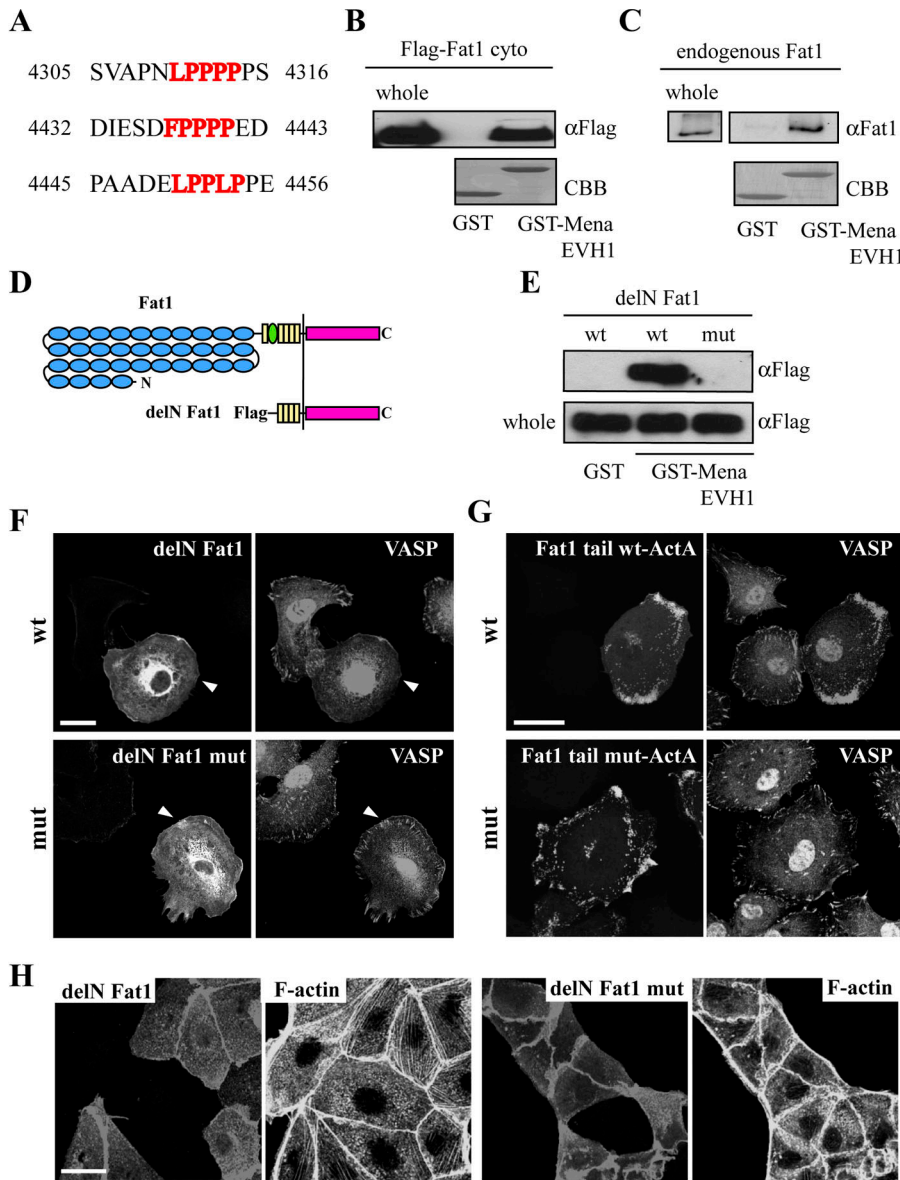 A
4305 SVAPNLPPPPPS 4316
4432 DIESDFPPPPED 4443
4445 PAADELPPLPPE 4456
B
Flag-Fat1 cyto
whole
αFlag
CBB
GST GST-Mena
EVH1
C
endogenous Fat1
whole
αFat1
CBB
GST GST-Mena
EVH1
D
Fat1
C
N
delN Fat1 Flag
C
E
delN Fat1
wt wt mut
αFlag
whole αFlag
GST GST-Mena
EVH1
F
delN Fat1 VASP
wt
delN Fat1 mut VASP
mut
G
Fat1 tail wt-ActA VASP
wt
Fat1 tail mut-ActA VASP
mut
H
delN Fat1 F-actin delN Fat1 mut F-actin